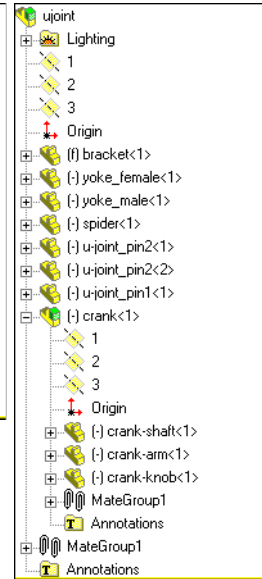 ujoint
Lighting
1
2
3
Origin
(f) bracket<1>
(-) yoke_female<1>
(-) yoke_male<1>
(-) spider<1>
(-) u-joint_pin2<1>
(-) u-joint_pin2<2>
(-) u-joint_pin1<1>
(-) crank<1>
1
2
3
Origin
(-) crank-shaft<1>
(-) crank-arm<1>
(-) crank-knob<1>
MateGroup1
T Annotations
MateGroup1
T Annotations